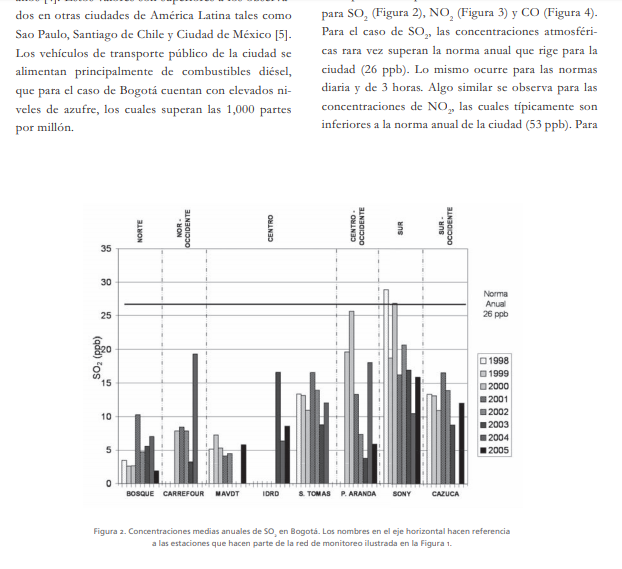 dos en otras ciudades de América Latina tales como
Sao Paulo, Santiago de Chile y Ciudad de México [5].
Los vehículos de transporte público de la ciudad se
alimentan principalmente de combustibles diésel,
que para el caso de Bogotá cuentan con elevados ni-
veles de azufre, los cuales superan las 1,000 partes
por millón.
para SO₂ (Figura 2), NO₂ (Figura 3) y CO (Figura 4).
Para el caso de SO₂, las concentraciones atmosféri-
cas rara vez superan la norma anual que rige para la
ciudad (26 ppb). Lo mismo ocurre para las normas
diaria y de 3 horas. Algo similar se observa para las
concentraciones de NO₂, las cuales típicamente son
inferiores a la norma anual de la ciudad (53 ppb). Para
NORTE
NOR -
OCCIDENTE
CENTRO
CENTRO -
OCCIDENTE
SUR
SUR -
OCCIDENTE
35
30
25
20
15
10
5
0
SO₂ (ppb)
Norma
Anual
26 ppb
1998
1999
2000
2001
2002
2003
2004
2005
BOSQUE CARREFOUR MAVDT IDRD S. TOMAS P. ARANDA SONY CAZUCA
Figura 2. Concentraciones medias anuales de SO₂ en Bogotá. Los nombres en el eje horizontal hacen referencia
a las estaciones que hacen parte de la red de monitoreo ilustrada en la Figura 1.